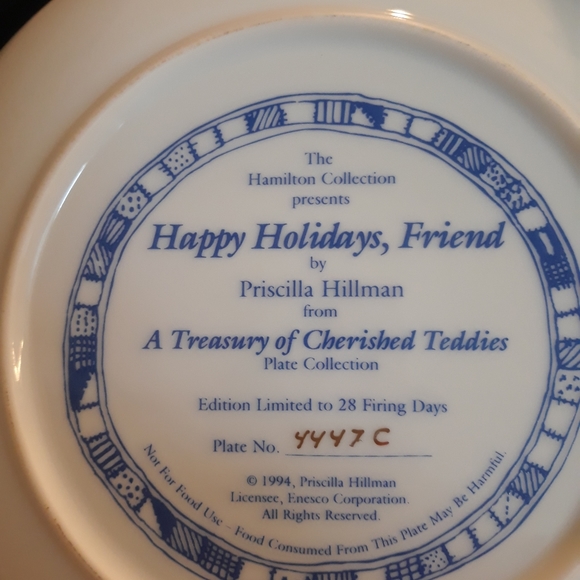 The
Hamilton Collection
presents
Happy Holidays, Friend
by
Priscilla Hillman
from
A Treasury of Cherished Teddies
Plate Collection
Edition Limited to 28 Firing Days
Plate No. 4447C
© 1994, Priscilla Hillman
Licensee, Enesco Corporation.
All Rights Reserved.
Not For Food Use – Food Consumed From This Plate May Be Harmful.